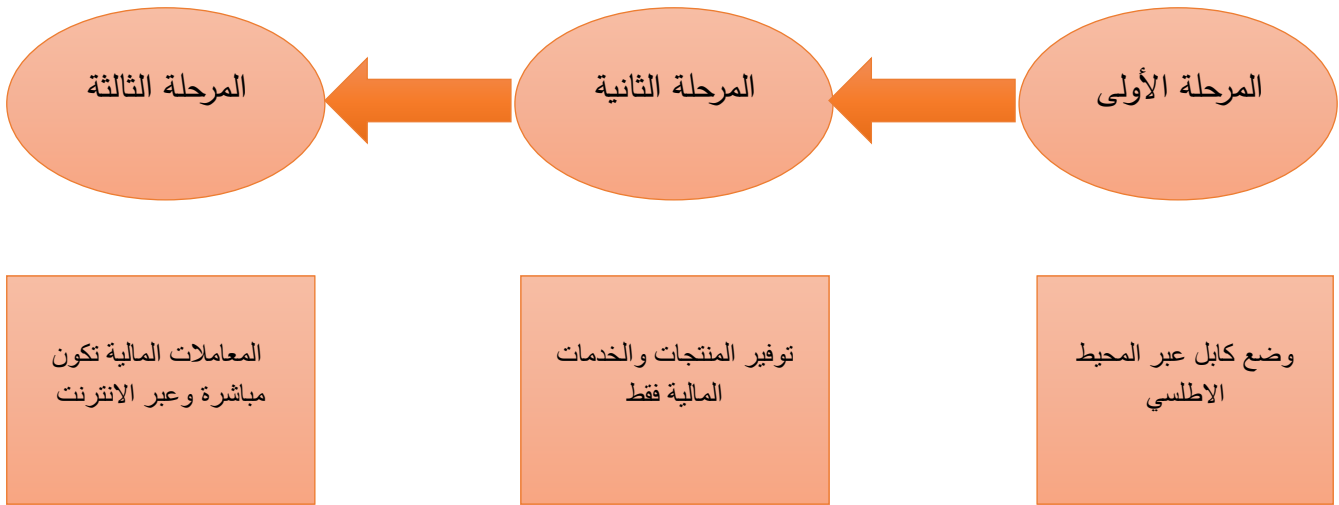 المرحلة الأولى
المرحلة الثانية
المرحلة الثالثة
وضع كابل عبر المحيط
الاطلسي
توفير المنتجات والخدمات
المالية فقط
المعاملات المالية تكون
مباشرة وعبر الانترنت